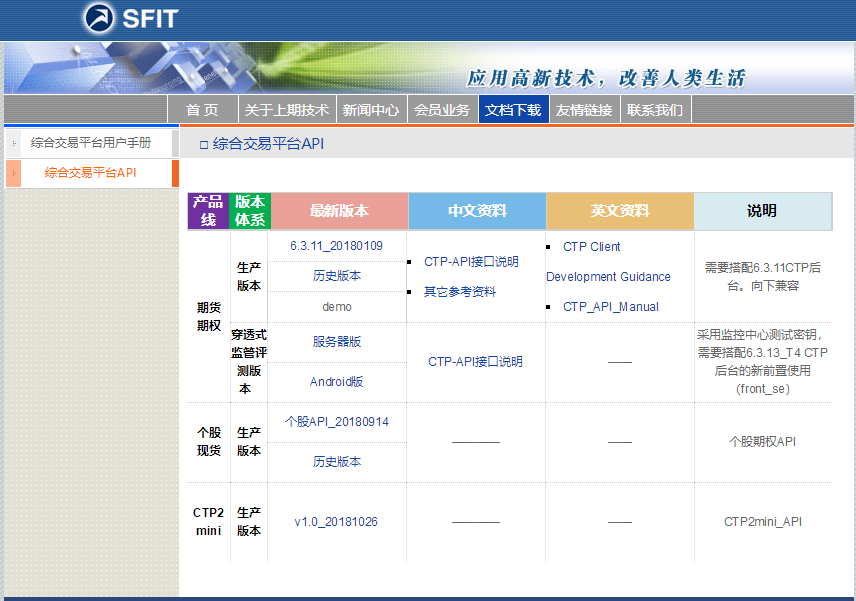 SFIT
应用高新技术，改善人类生活
首 页 关于上期技术 新闻中心 会员业务 文档下载 友情链接 联系我们
综合交易平台用户手册
综合交易平台API
综合交易平台API
产品线 版本体系 最新版本 中文资料 英文资料 说明
期货期权
生产版本
6.3.11_20180109
历史版本
demo
CTP-API接口说明
其它参考资料
CTP Client
Development Guidance
CTP_API_Manual
需要搭配6.3.11CTP后
台。向下兼容
穿透式
监管评
测版
本
服务器版
Android版
CTP-API接口说明
——
采用监控中心测试密钥，
需要搭配6.3.13_T4 CTP
后台的新前置使用
(front_se)
个股
现货
生产
版本
个股API_20180914
历史版本
————
——
个股期权API
CTP2
mini
生产
版本
v1.0_20181026
————
——
CTP2mini_API